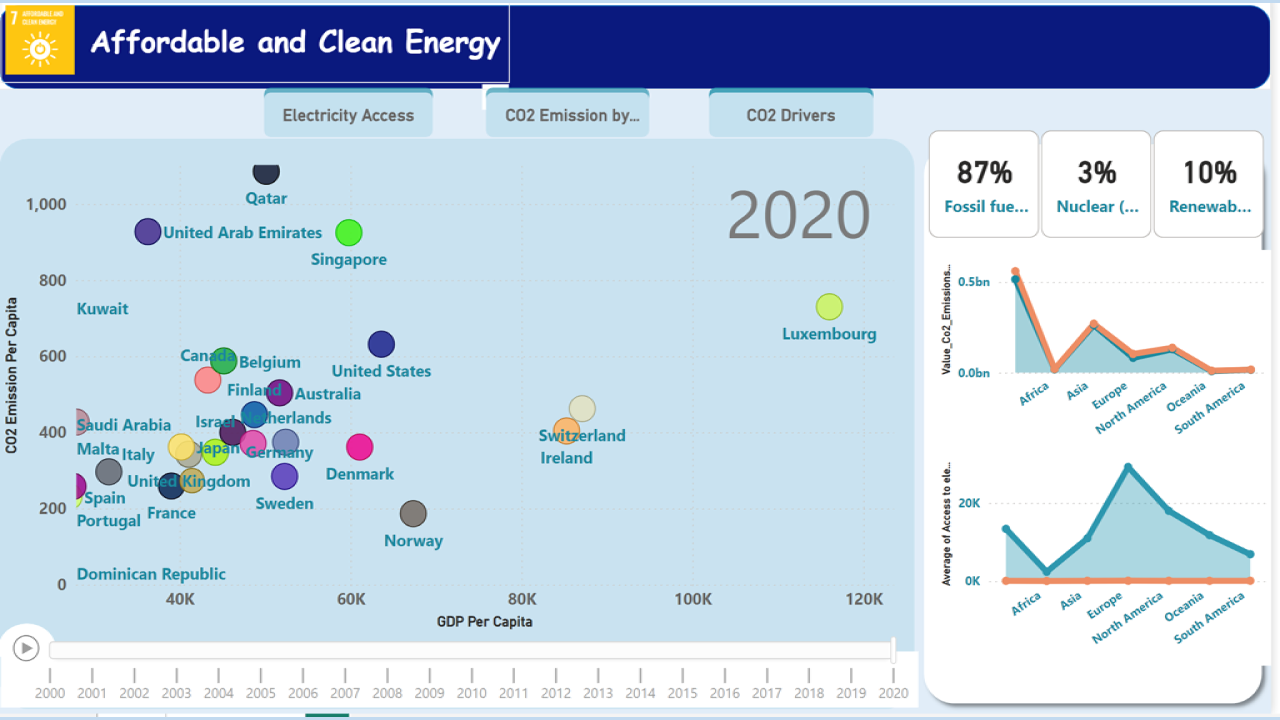 7 AFFORDABLE AND
CLEAN ENERGY
Affordable and Clean Energy
Electricity Access
CO2 Emission by...
CO2 Drivers
2020
CO2 Emission Per Capita
1,000
800
600
400
200
0
Qatar
United Arab Emirates
Singapore
Kuwait
Luxembourg
Canada
Belgium
United States
Finland
Australia
Israel
Netherlands
Saudi Arabia
Switzerland
Malta
Italy
Japan
Germany
Ireland
Denmark
United Kingdom
Spain
Sweden
Portugal
France
Norway
Dominican Republic
40K
60K
80K
100K
120K
GDP Per Capita
2000
2001
2002
2003
2004
2005
2006
2007
2008
2009
2010
2011
2012
2013
2014
2015
2016
2017
2018
2019
2020
87%
Fossil fue...
3%
Nuclear (...
10%
Renewab...
Value_Co2_Emissions...
0.5bn
0.0bn
Africa
Asia
Europe
North America
Oceania
South America
Average of Access to ele...
20K
0K
Africa
Asia
Europe
North America
Oceania
South America